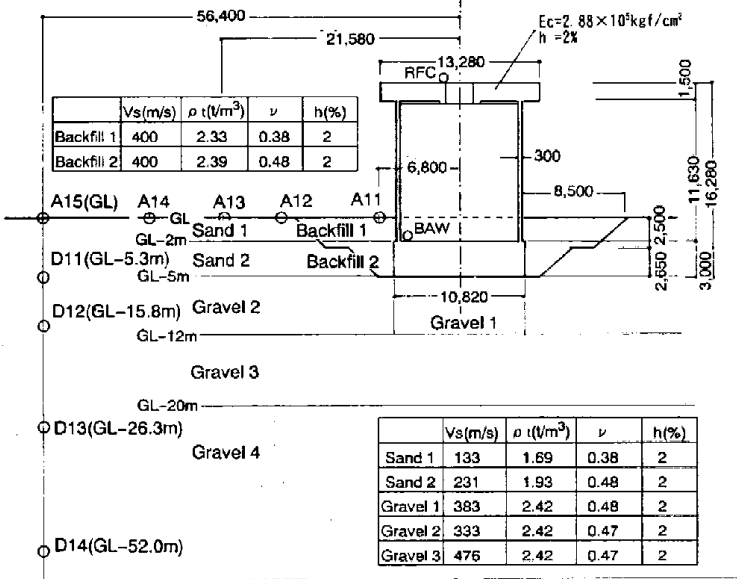 56,400
21,580
Ec=2.88×10⁵kgf/cm²
h =2%
13,280
RFC
1,500
Vs(m/s) ρt(t/m³) ν h(%)
Backfill 1 400 2.33 0.38 2
Backfill 2 400 2.39 0.48 2
300
6,800
8,500
11,630
16,280
A15(GL) A14 GL A13 A12 A11
Sand 1 Backfill 1 BAW
2,500
GL-2m
D11(GL-5.3m) Sand 2 Backfill 2
GL-5m
2,650
3,000
10,820
D12(GL-15.8m) Gravel 2
Gravel 1
GL-12m
Gravel 3
GL-20m
D13(GL-26.3m)
Gravel 4
Vs(m/s) ρt(t/m³) ν h(%)
Sand 1 133 1.69 0.38 2
Sand 2 231 1.93 0.48 2
Gravel 1 383 2.42 0.48 2
Gravel 2 333 2.42 0.47 2
Gravel 3 476 2.42 0.47 2
D14(GL-52.0m)